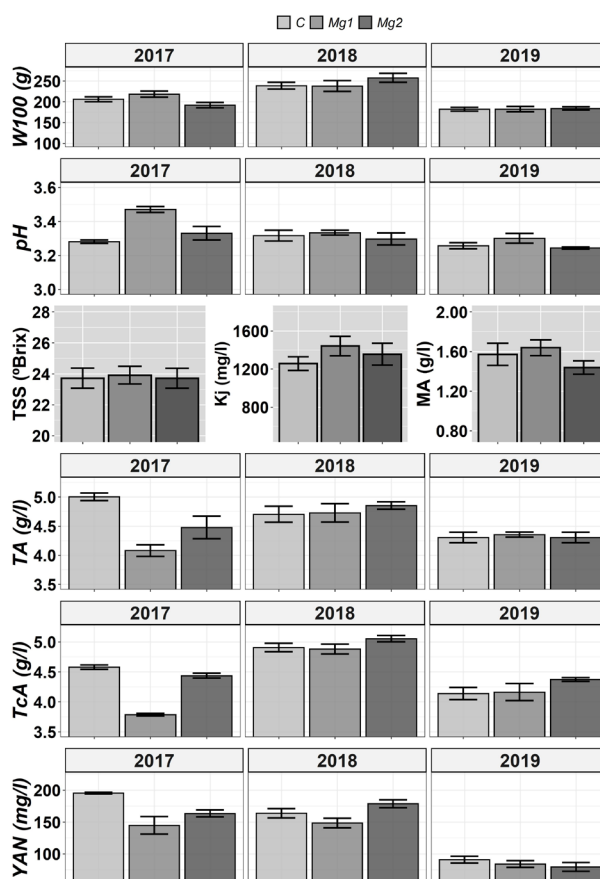 C Mg1 Mg2
2017 2018 2019
W100 (g)
250
200
150
100
2017 2018 2019
pH
3.6
3.4
3.2
3.0
TSS (ºBrix)
28
26
24
22
20
Kj (mg/l)
1600
1200
800
MA (g/l)
2.00
1.60
1.20
0.80
2017 2018 2019
TA (g/l)
5.0
4.5
4.0
3.5
2017 2018 2019
TcA (g/l)
5.0
4.5
4.0
3.5
2017 2018 2019
YAN (mg/l)
200
150
100